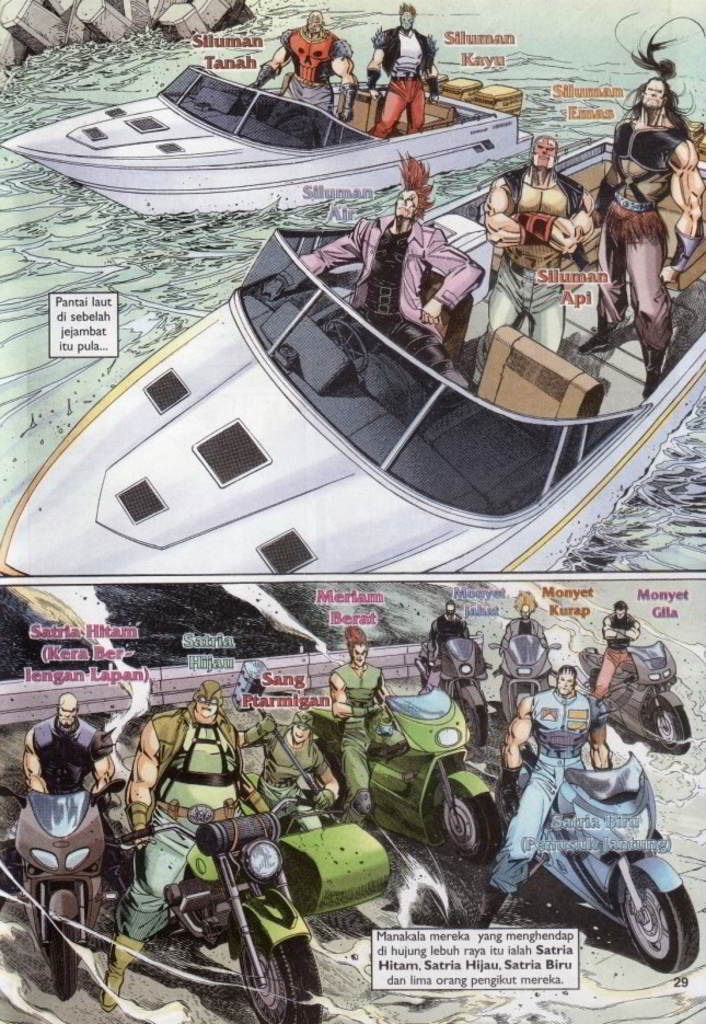 Siluman
Tanah
Siluman
Kayu
Siluman
Emas
Siluman
Air
Siluman
Api
Pantai laut
di sebelah
jejambat
itu pula...
Meriam
Berat
Monyet
Jahat
Monyet
Kurap
Monyet
Gila
Satria Hitam
(Kera Ber-
lengan Lapan)
Satria
Hijau
Sang
Ptarmigan
Satria Biru
(Pemusuk Jantung)
Manakala mereka yang menghendap
di hujung lebuh raya itu ialah Satria
Hitam, Satria Hijau, Satria Biru
dan lima orang pengikut mereka.
29